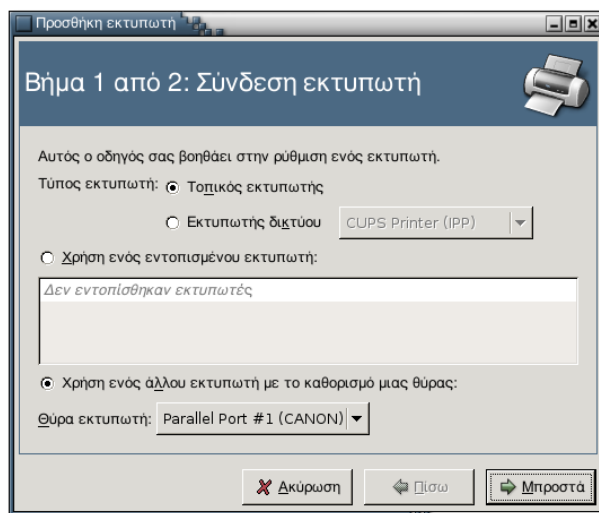 Προσθήκη εκτυπωτή
Βήμα 1 από 2: Σύνδεση εκτυπωτή
Αυτός ο οδηγός σας βοηθάει στην ρύθμιση ενός εκτυπωτή.
Τύπος εκτυπωτή: Τοπικός εκτυπωτής
Εκτυπωτής δικτύου CUPS Printer (IPP)
Χρήση ενός εντοπισμένου εκτυπωτή:
Δεν εντοπίσθηκαν εκτυπωτές
Χρήση ενός άλλου εκτυπωτή με το καθορισμό μιας θύρας:
Θύρα εκτυπωτή: Parallel Port #1 (CANON)
Ακύρωση Πίσω Μπροστά